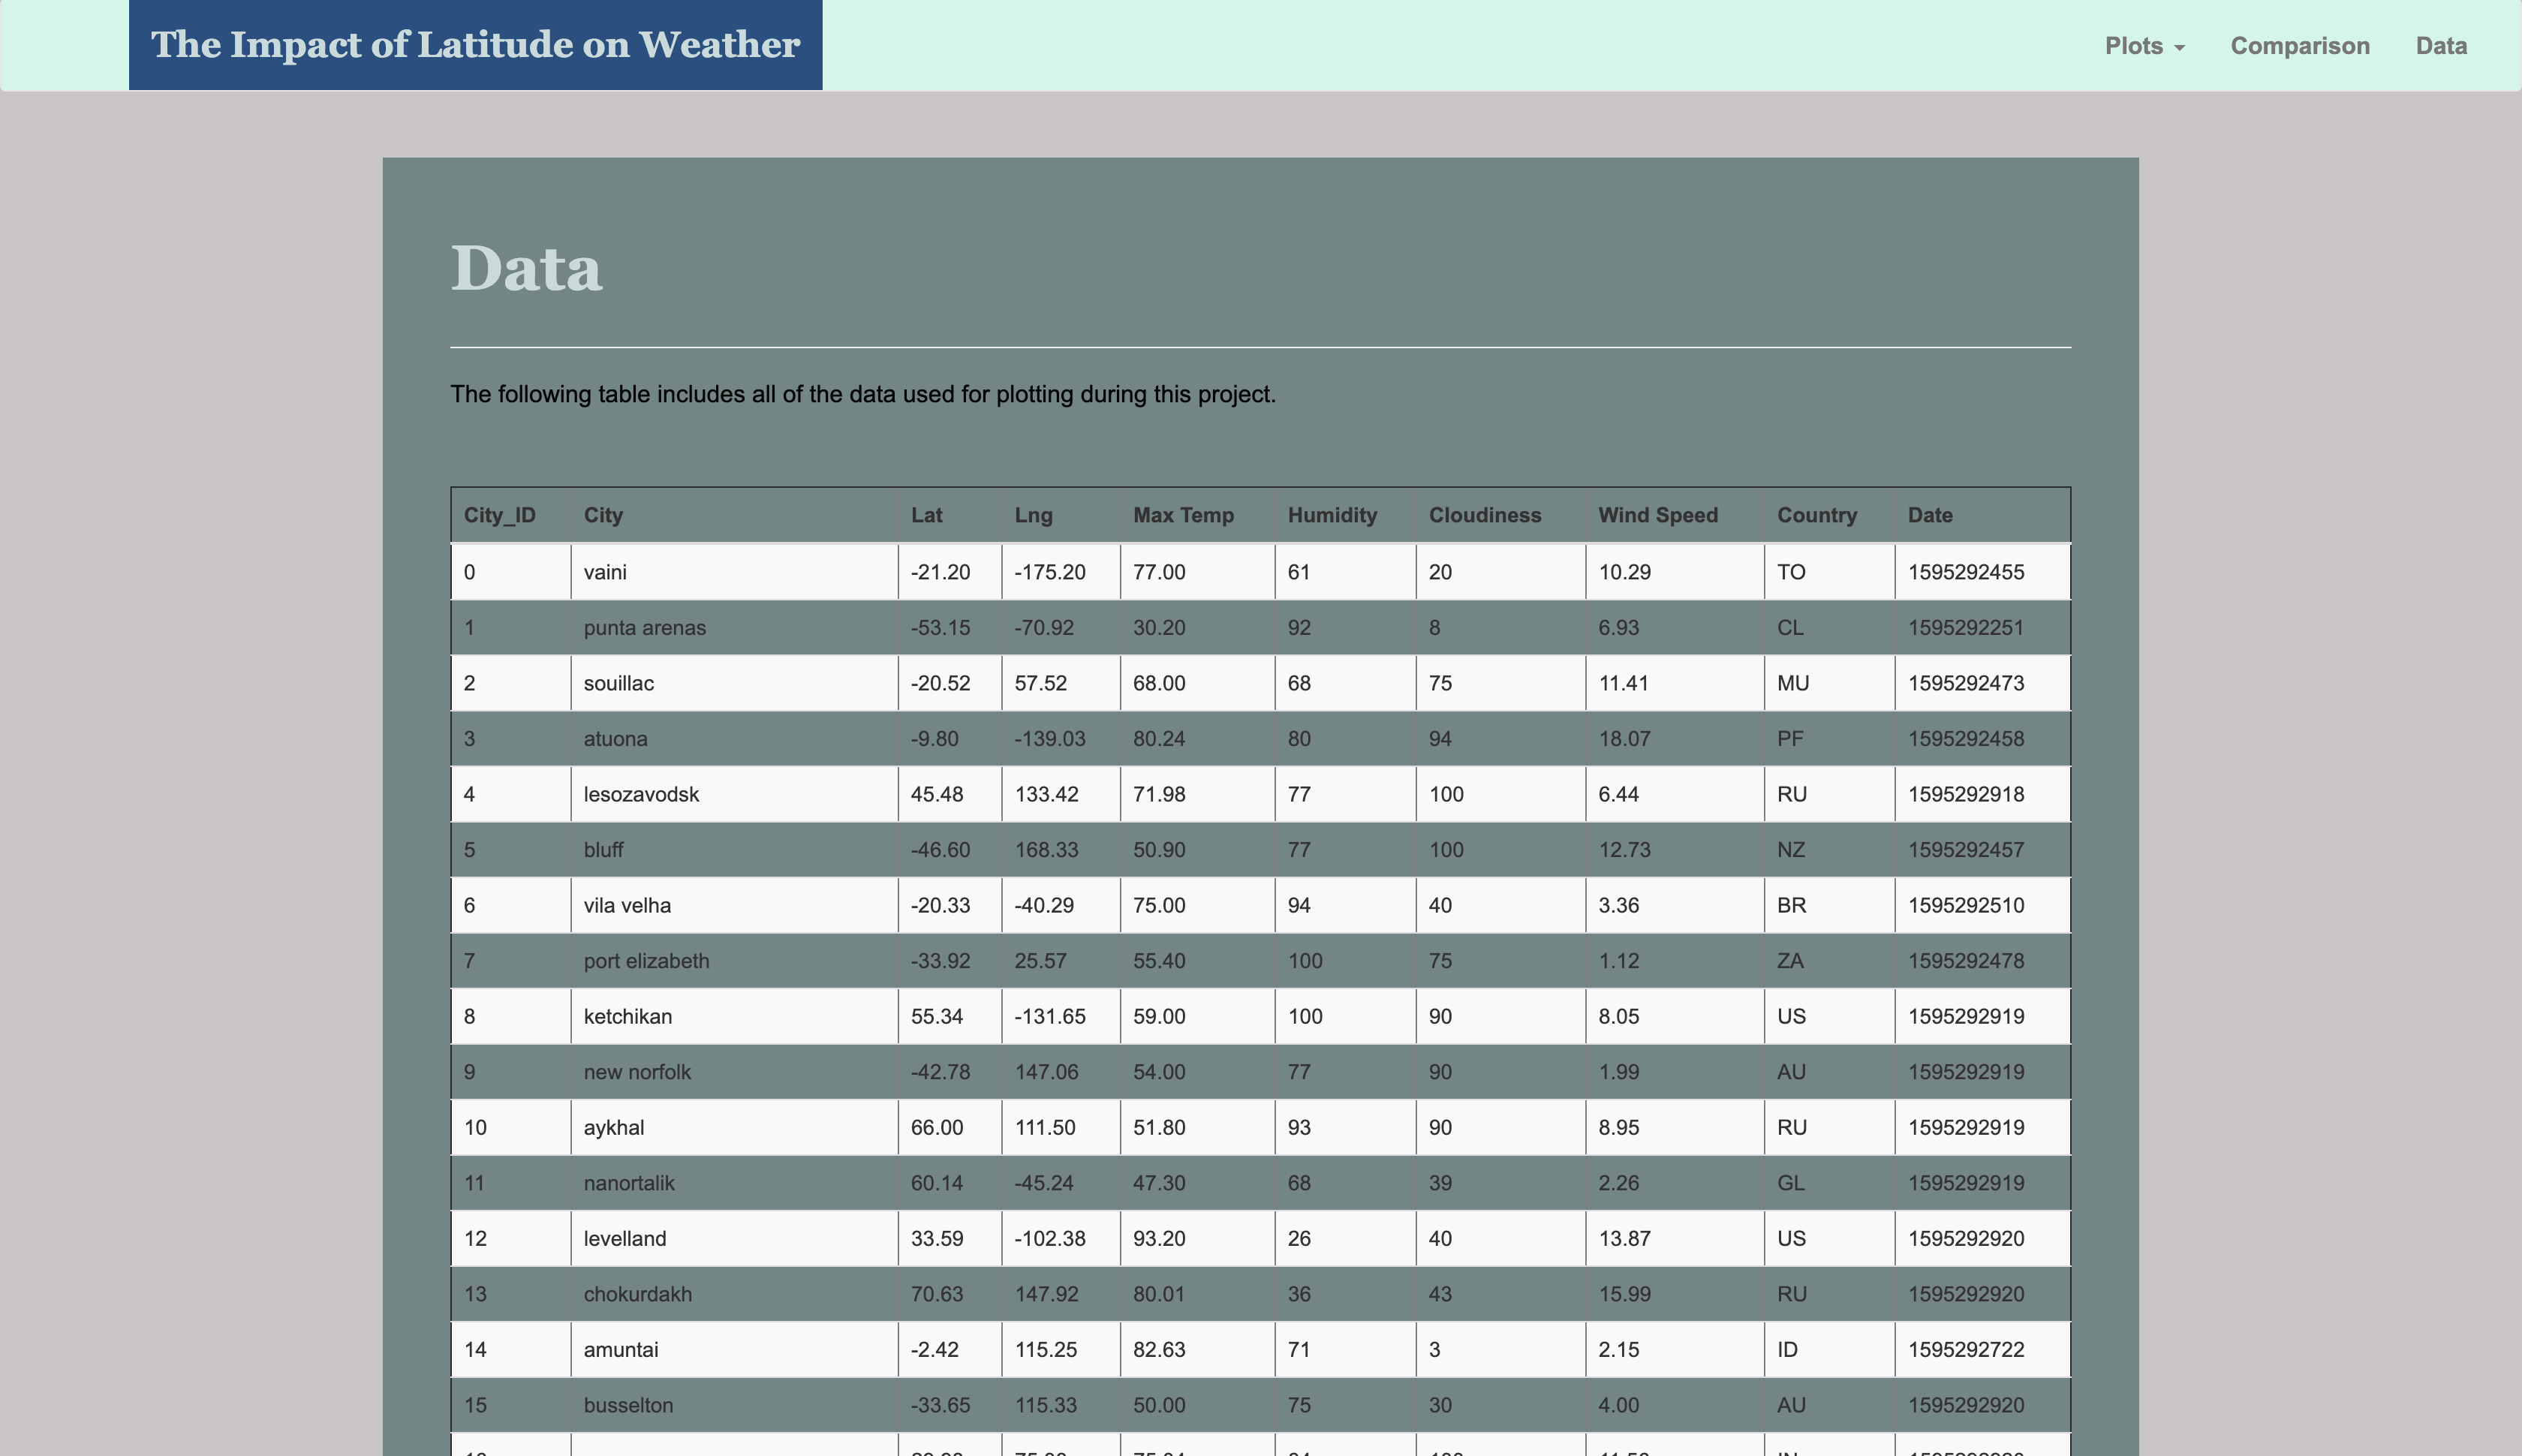 The Impact of Latitude on Weather Plots Comparison Data
Data
The following table includes all of the data used for plotting during this project.
City_ID City Lat Lng Max Temp Humidity Cloudiness Wind Speed Country Date
0 vaini -21.20 -175.20 77.00 61 20 10.29 TO 1595292455
1 punta arenas -53.15 -70.92 30.20 92 8 6.93 CL 1595292251
2 souillac -20.52 57.52 68.00 68 75 11.41 MU 1595292473
3 atuona -9.80 -139.03 80.24 80 94 18.07 PF 1595292458
4 lesozavodsk 45.48 133.42 71.98 77 100 6.44 RU 1595292918
5 bluff -46.60 168.33 50.90 77 100 12.73 NZ 1595292457
6 vila velha -20.33 -40.29 75.00 94 40 3.36 BR 1595292510
7 port elizabeth -33.92 25.57 55.40 100 75 1.12 ZA 1595292478
8 ketchikan 55.34 -131.65 59.00 100 90 8.05 US 1595292919
9 new norfolk -42.78 147.06 54.00 77 90 1.99 AU 1595292919
10 aykhal 66.00 111.50 51.80 93 90 8.95 RU 1595292919
11 nanortalik 60.14 -45.24 47.30 68 39 2.26 GL 1595292919
12 levelland 33.59 -102.38 93.20 26 40 13.87 US 1595292920
13 chokurdakh 70.63 147.92 80.01 36 43 15.99 RU 1595292920
14 amuntai -2.42 115.25 82.63 71 3 2.15 ID 1595292722
15 busselton -33.65 115.33 50.00 75 30 4.00 AU 1595292920